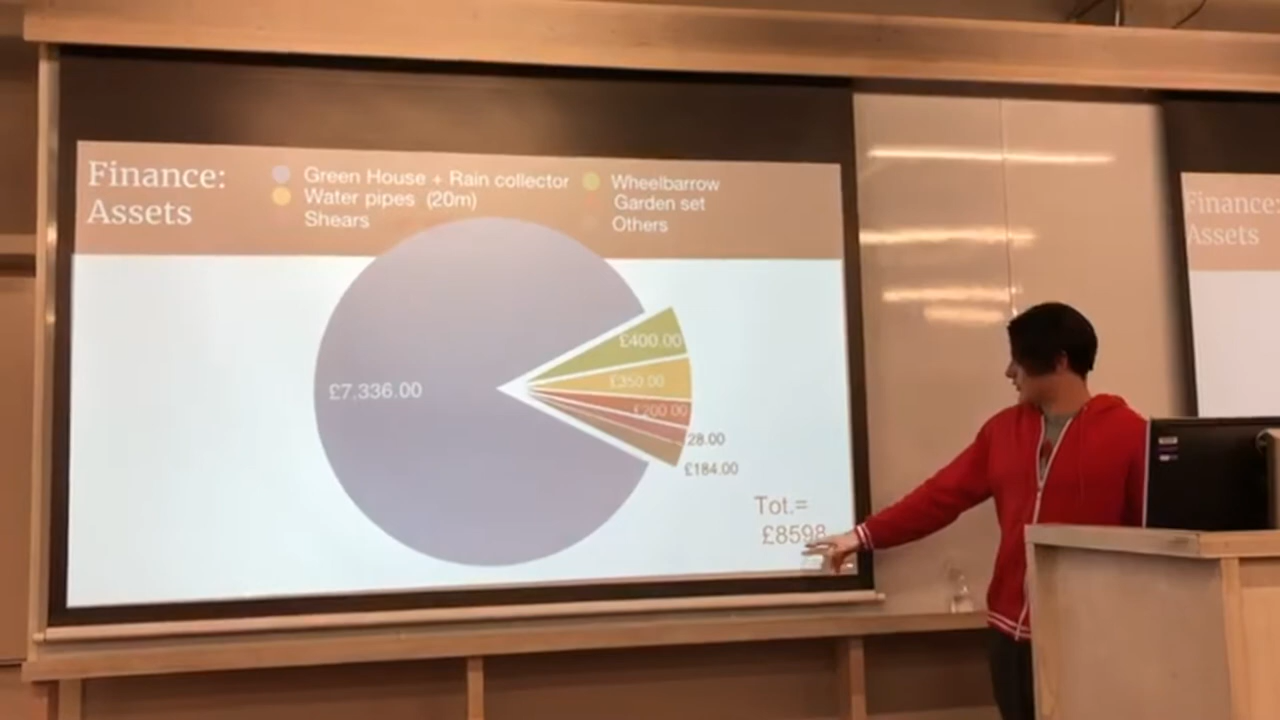 Finance:
Assets
Green House + Rain collector
Water pipes (20m)
Shears
Wheelbarrow
Garden set
Others
£7,336.00
£400.00
£350.00
£200.00
28.00
£184.00
Tot.=
£8598
Finance:
Assets